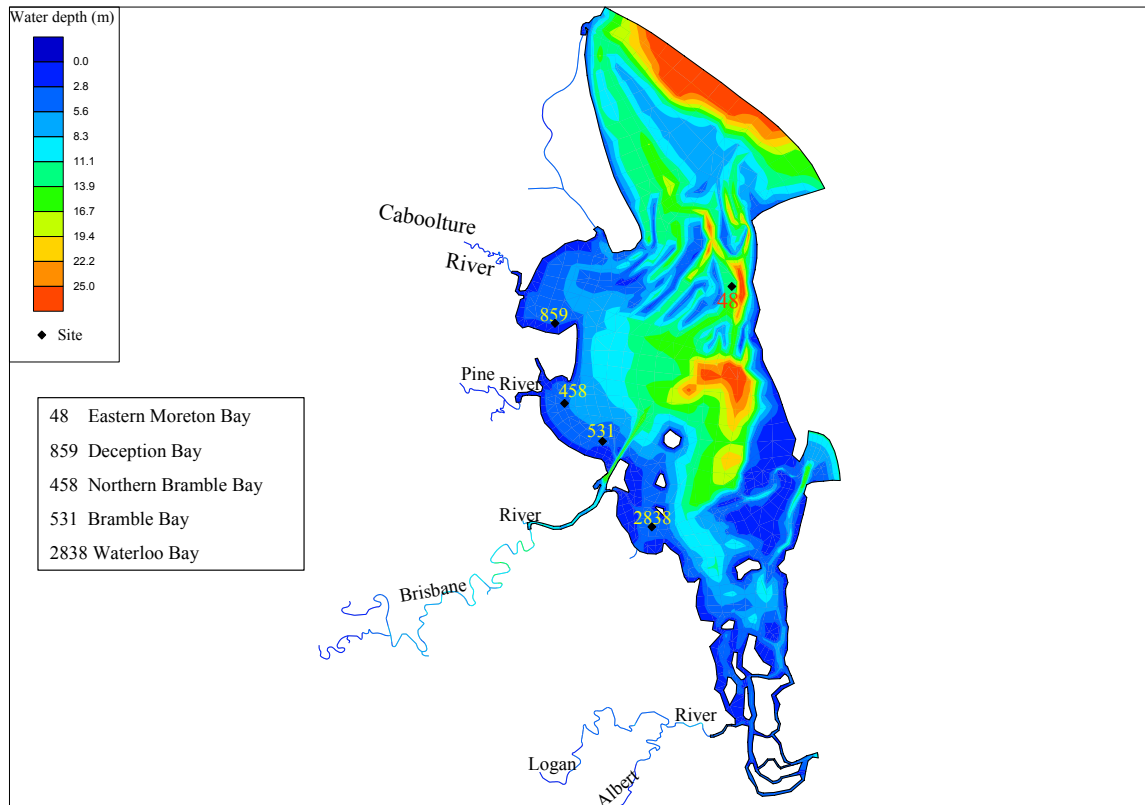 Water depth (m)
0.0
2.8
5.6
8.3
11.1
13.9
16.7
19.4
22.2
25.0
Site
Caboolture
River
48
859
Pine River
458
531
48 Eastern Moreton Bay
859 Deception Bay
458 Northern Bramble Bay
531 Bramble Bay
2838 Waterloo Bay
River
2838
Brisbane
River
Logan
Albert